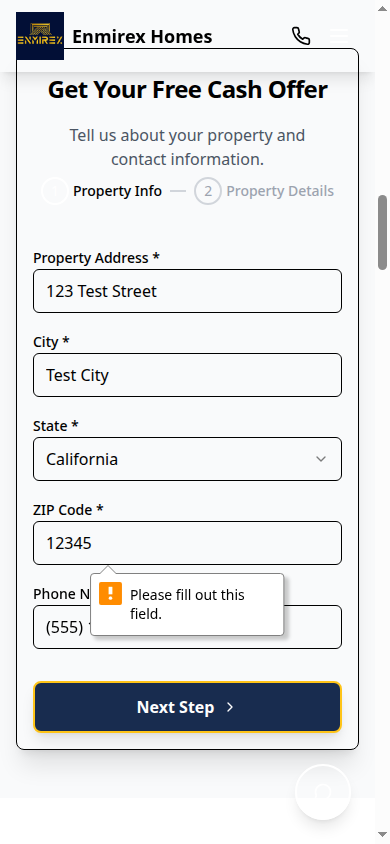 ENMIREX
Enmirex Homes
Get Your Free Cash Offer
Tell us about your property and
contact information.
Property Info
2 Property Details
Property Address *
123 Test Street
City *
Test City
State *
California
ZIP Code *
12345
Please fill out this
field.
Phone
(555)
Next Step